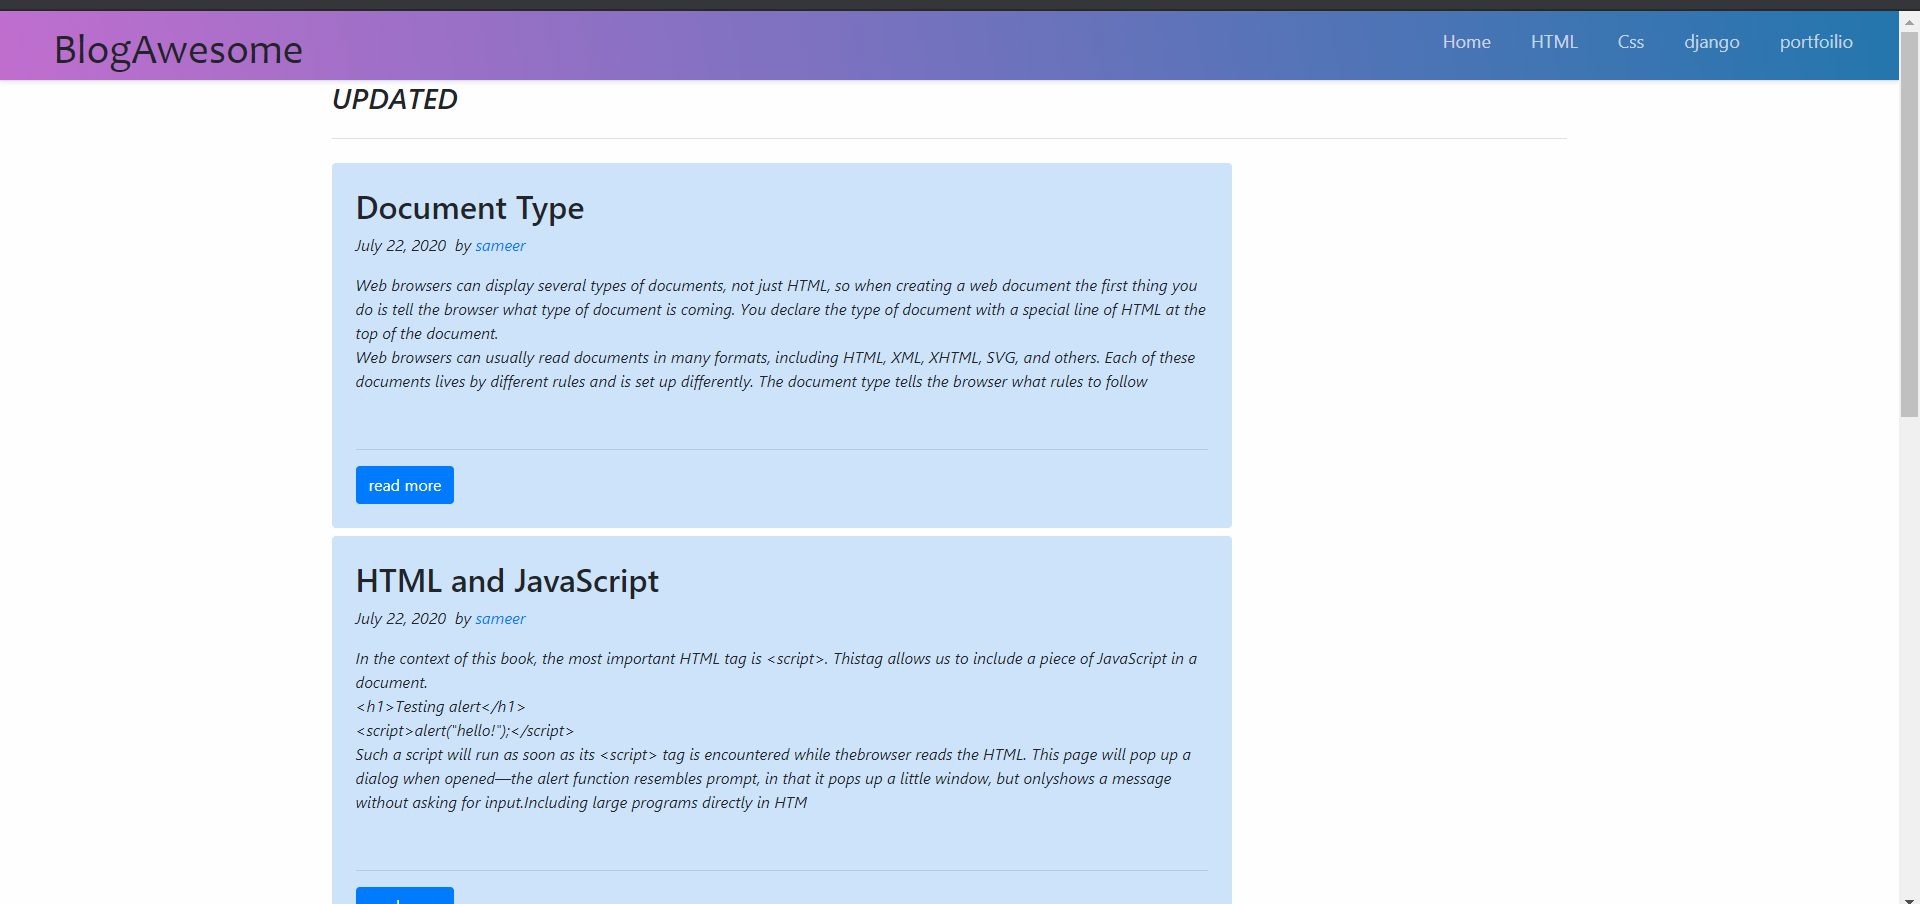 BlogAwesome
Home HTML Css django portfoilio
UPDATED
Document Type
July 22, 2020 by sameer
Web browsers can display several types of documents, not just HTML, so when creating a web document the first thing you
do is tell the browser what type of document is coming. You declare the type of document with a special line of HTML at the
top of the document.
Web browsers can usually read documents in many formats, including HTML, XML, XHTML, SVG, and others. Each of these
documents lives by different rules and is set up differently. The document type tells the browser what rules to follow
read more
HTML and JavaScript
July 22, 2020 by sameer
In the context of this book, the most important HTML tag is <script>. Thistag allows us to include a piece of JavaScript in a
document.
<h1>Testing alert</h1>
<script>alert("hello!");</script>
Such a script will run as soon as its <script> tag is encountered while thebrowser reads the HTML. This page will pop up a
dialog when opened—the alert function resembles prompt, in that it pops up a little window, but onlyshows a message
without asking for input.Including large programs directly in HTM